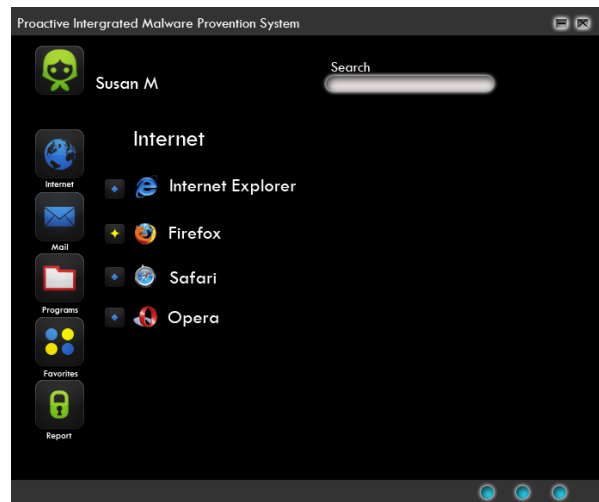 Proactive Intergrated Malware Provention System
Susan M
Search
Internet
Internet
Internet Explorer
Mail
Firefox
Safari
Programs
Opera
Favorites
Report